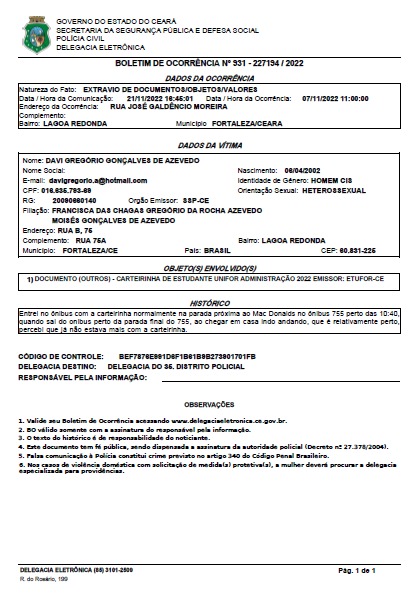 GOVERNO DO ESTADO DO CEARÁ
SECRETARIA DA SEGURANÇA PÚBLICA E DEFESA SOCIAL
POLÍCIA CIVIL
DELEGACIA ELETRÔNICA
BOLETIM DE OCORRÊNCIA Nº 931 - 227194 / 2022
DADOS DA OCORRÊNCIA
Natureza do Fato: EXTRAVIO DE DOCUMENTOS/OBJETOS/VALORES
Data / Hora da Comunicação: 21/11/2022 16:45:01 Data / Hora da Ocorrência: 07/11/2022 11:00:00
Endereço da Ocorrência: RUA JOSÉ GALDÊNCIO MOREIRA
Complemento:
Bairro: LAGOA REDONDA Município FORTALEZA/CEARA
DADOS DA VÍTIMA
Nome: DAVI GREGÓRIO GONÇALVES DE AZEVEDO
Nome Social: Nascimento: 06/04/2002
E-mail: davigregorio.a@hotmail.com Identidade de Gênero: HOMEM CIS
CPF: 016.635.793-69 Orientação Sexual: HETEROSSEXUAL
RG: 20090660140 Orgão Emissor: SSP-CE
Filiação: FRANCISCA DAS CHAGAS GREGÓRIO DA ROCHA AZEVEDO
MOISÉS GONÇALVES DE AZEVEDO
Endereço: RUA B, 75
Complemento: RUA 75A Bairro: LAGOA REDONDA
Município: FORTALEZA/CE País: BRASIL CEP: 60.831-225
OBJETO(S) ENVOLVIDO(S)
1) DOCUMENTO (OUTROS) - CARTEIRINHA DE ESTUDANTE UNIFOR ADMINISTRAÇÃO 2022 EMISSOR: ETUFOR-CE
HISTÓRICO
Entrei no ônibus com a carteirinha normalmente na parada próxima ao Mac Donalds no ônibus 755 perto das 10:40,
quando sai do onibus perto da parada final do 755, ao chegar em casa indo andando, que é relativamente perto,
percebi que já não estava mais com a carteirinha.
CÓDIGO DE CONTROLE: BEF7876E991D6F1B61B9B273901701FB
DELEGACIA DESTINO: DELEGACIA DO 35. DISTRITO POLICIAL
RESPONSÁVEL PELA INFORMAÇÃO:
OBSERVAÇÕES
1. Valide seu Boletim de Ocorrência acessando www.delegaciaeletronica.ce.gov.br.
2. BO válido somente com a assinatura do responsável pela informação.
3. O texto do histórico é de responsabilidade do noticiante.
4. Este documento tem fé pública, sendo dispensada a assinatura da autoridade policial (Decreto nº 27.378/2004).
5. Falsa comunicação à Polícia constitui crime previsto no artigo 340 do Código Penal Brasileiro.
6. Nos casos de violência doméstica com solicitação de medida(s) protetiva(s), a mulher deverá procurar a delegacia
especializada para providências.
DELEGACIA ELETRÔNICA (85) 3101-2509 Pág. 1 de 1
R. do Rosário, 199